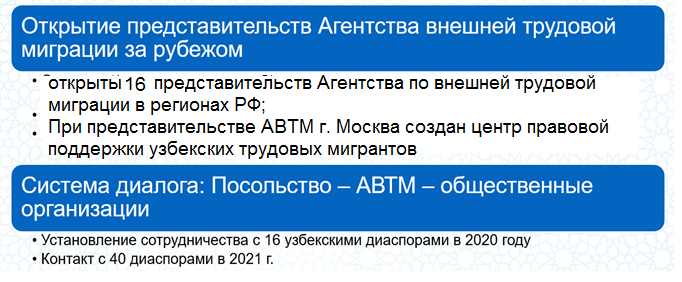 Открытие представительств Агентства внешней трудовой
миграции за рубежом
• открыты 16 представительств Агентства по внешней трудовой
миграции в регионах РФ;
• При представительстве АВТМ г. Москва создан центр правовой
поддержки узбекских трудовых мигрантов
Система диалога: Посольство – АВТМ – общественные
организации
• Установление сотрудничества с 16 узбекскими диаспорами в 2020 году
• Контакт с 40 диаспорами в 2021 г.